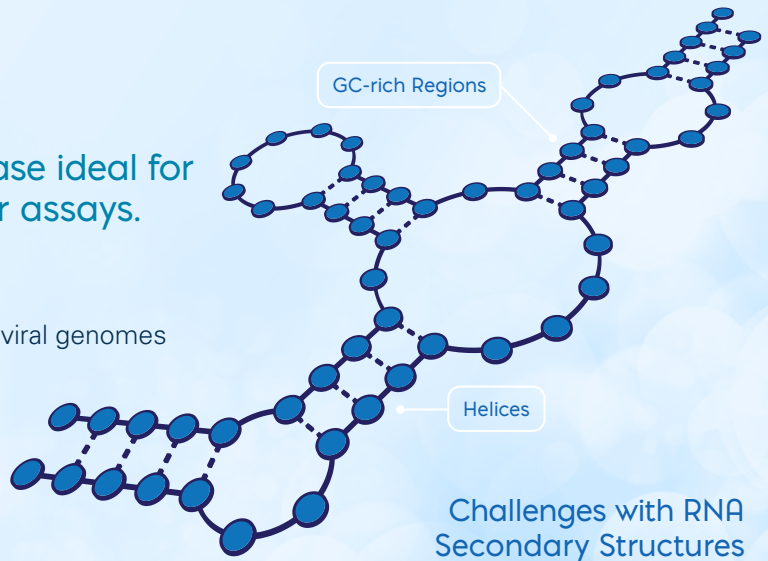 GC-rich Regions
ase ideal for
r assays.
viral genomes
Helices
Challenges with RNA
Secondary Structures